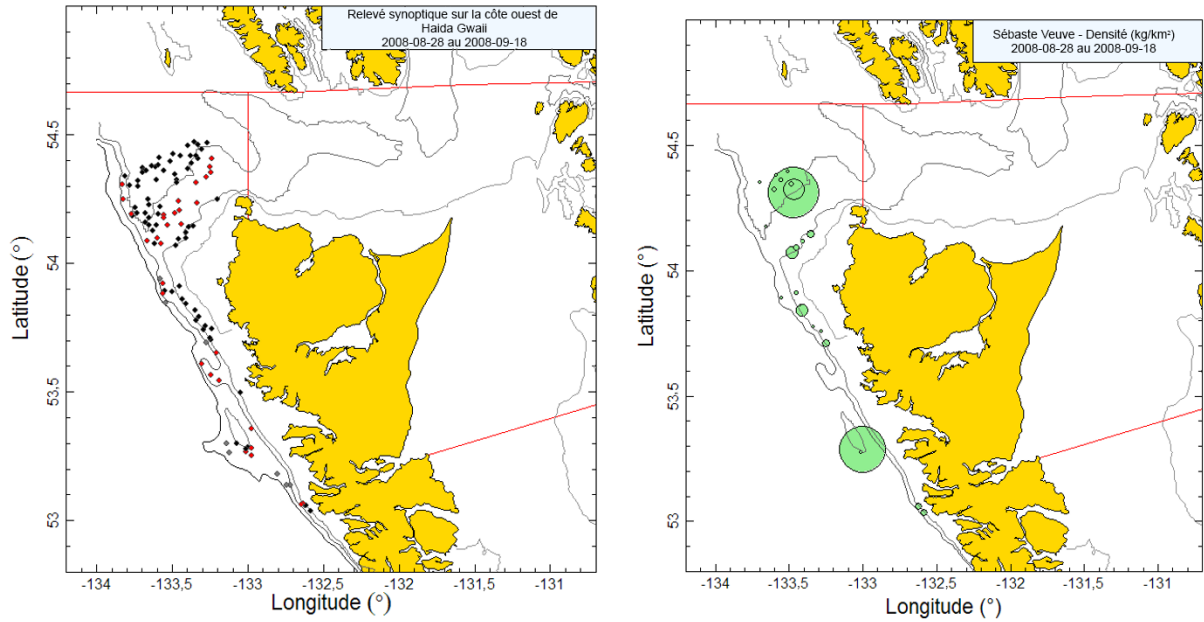 Relevé synoptique sur la côte ouest de
Haida Gwaii
2008-08-28 au 2008-09-18
54,5
54
53,5
53
Latitude (°)
-134
-133,5
-133
-132,5
-132
-131,5
-131
Longitude (°)
Sébaste Veuve - Densité (kg/km²)
2008-08-28 au 2008-09-18
54,5
54
53,5
53
Latitude (°)
-134
-133,5
-133
-132,5
-132
-131,5
-131
Longitude (°)